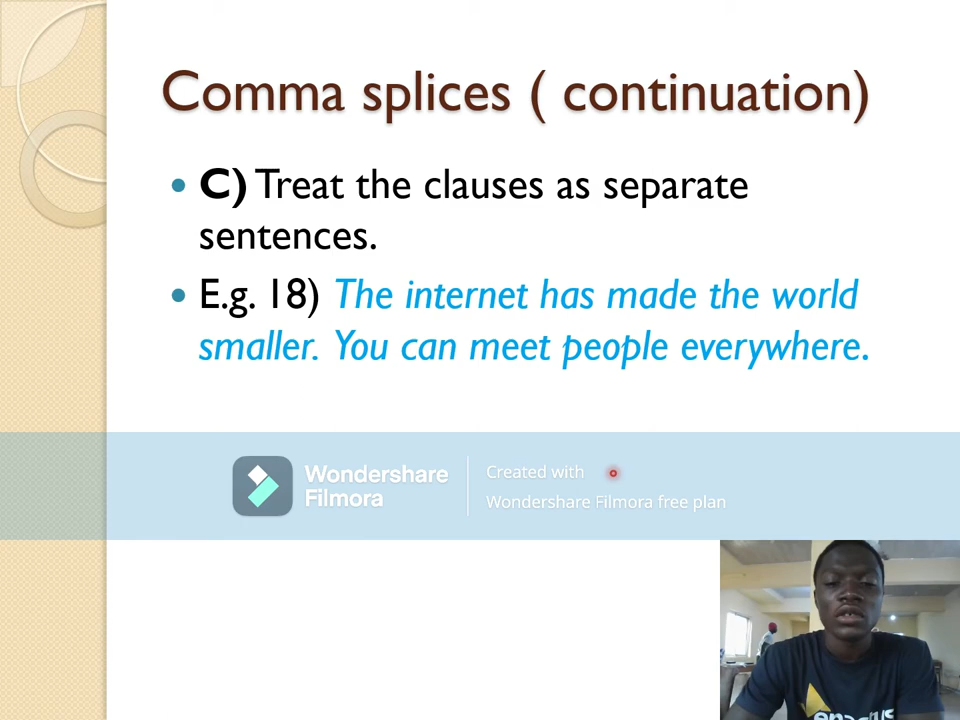 Comma splices ( continuation)
C) Treat the clauses as separate
sentences.
E.g. 18) The internet has made the world
smaller. You can meet people everywhere.
Wondershare
Filmora
Created with
Wondershare Filmora free plan